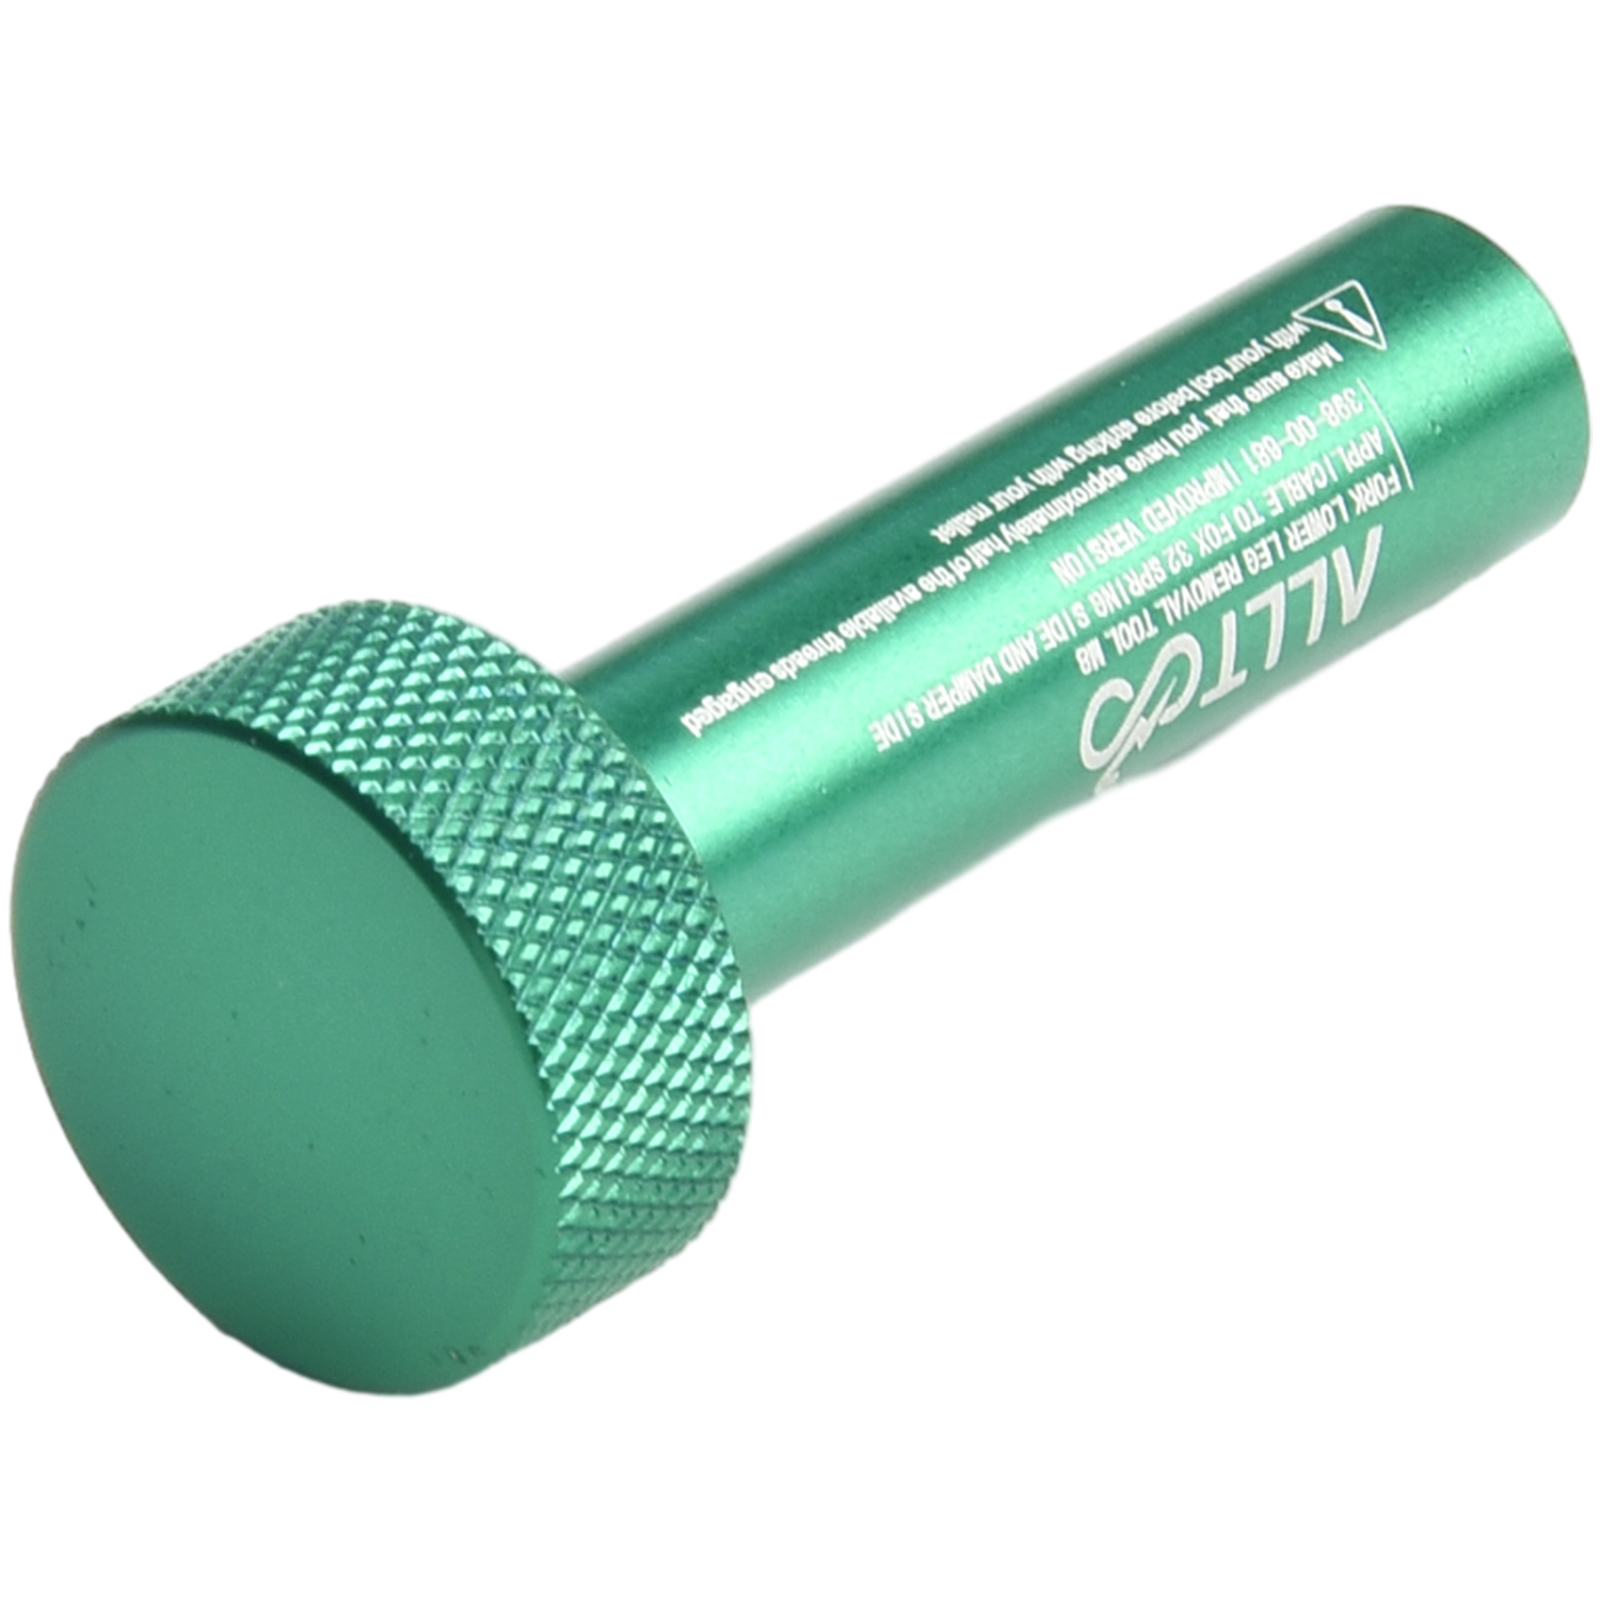 ALLTO
FORK LOWER LEG REMOVAL TOOL M8
APPLICABLE TO FOX 32 SPRING SIDE AND DAMPER SIDE
398-00-681 IMPROVED VERSION
Make sure that you have approximately half of the available threads engaged
with your tool before striking with your mallet